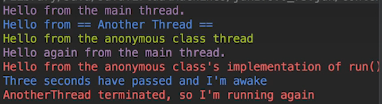 Hello from the main thread.
Hello from == Another Thread ==
Hello from the anonymous class thread
Hello again from the main thread.
Hello from the anonymous class's implementation of run()
Three seconds have passed and I'm awake
AnotherThread terminated, so I'm running again